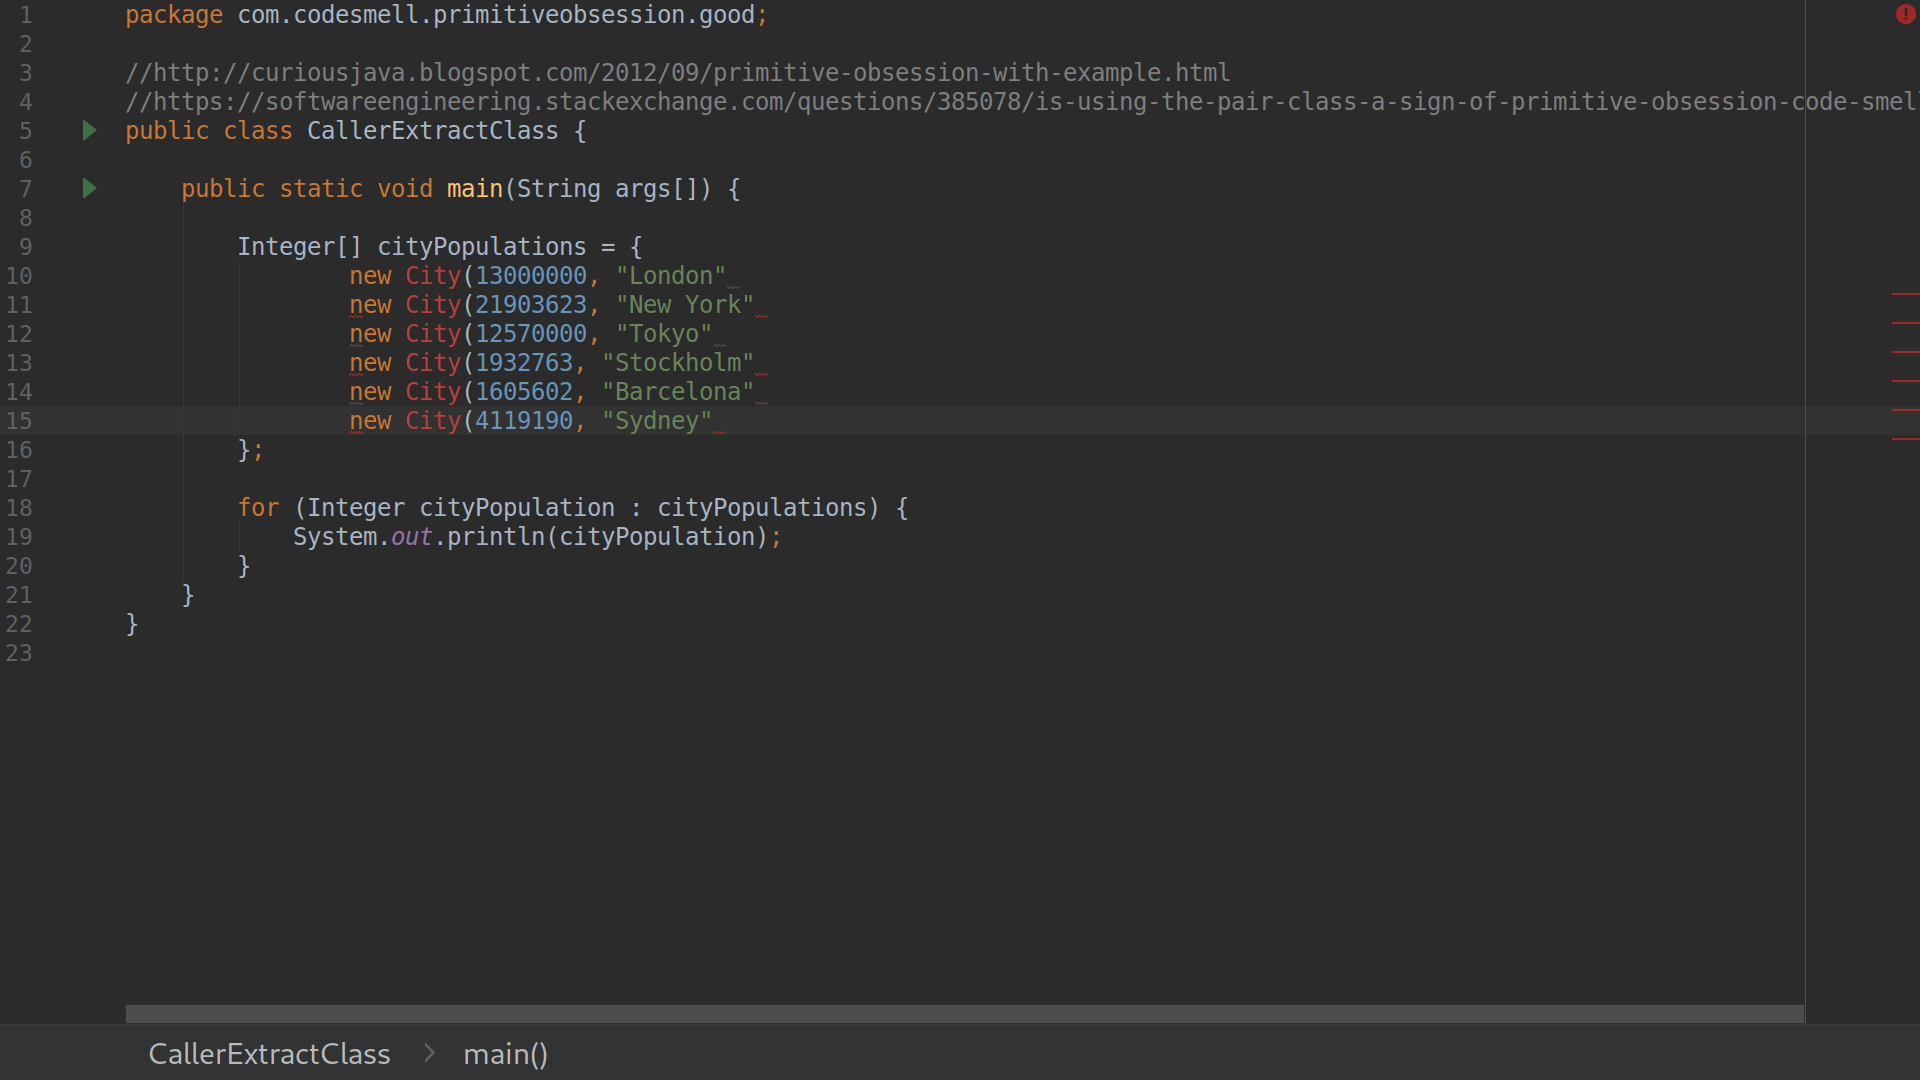 1 package com.codesmell.primitiveobsession.good;
2
3 //http://curiousjava.blogspot.com/2012/09/primitive-obsession-with-example.html
4 //https://softwareengineering.stackexchange.com/questions/385078/is-using-the-pair-class-a-sign-of-primitive-obsession-code-smel
5 public class CallerExtractClass {
6
7 public static void main(String args[]) {
8
9 Integer[] cityPopulations = {
10 new City(13000000, "London"
11 new City(21903623, "New York"
12 new City(12570000, "Tokyo"
13 new City(1932763, "Stockholm"
14 new City(1605602, "Barcelona"
15 new City(4119190, "Sydney"
16 };
17
18 for (Integer cityPopulation : cityPopulations) {
19 System.out.println(cityPopulation);
20 }
21 }
22 }
23
CallerExtractClass > main()